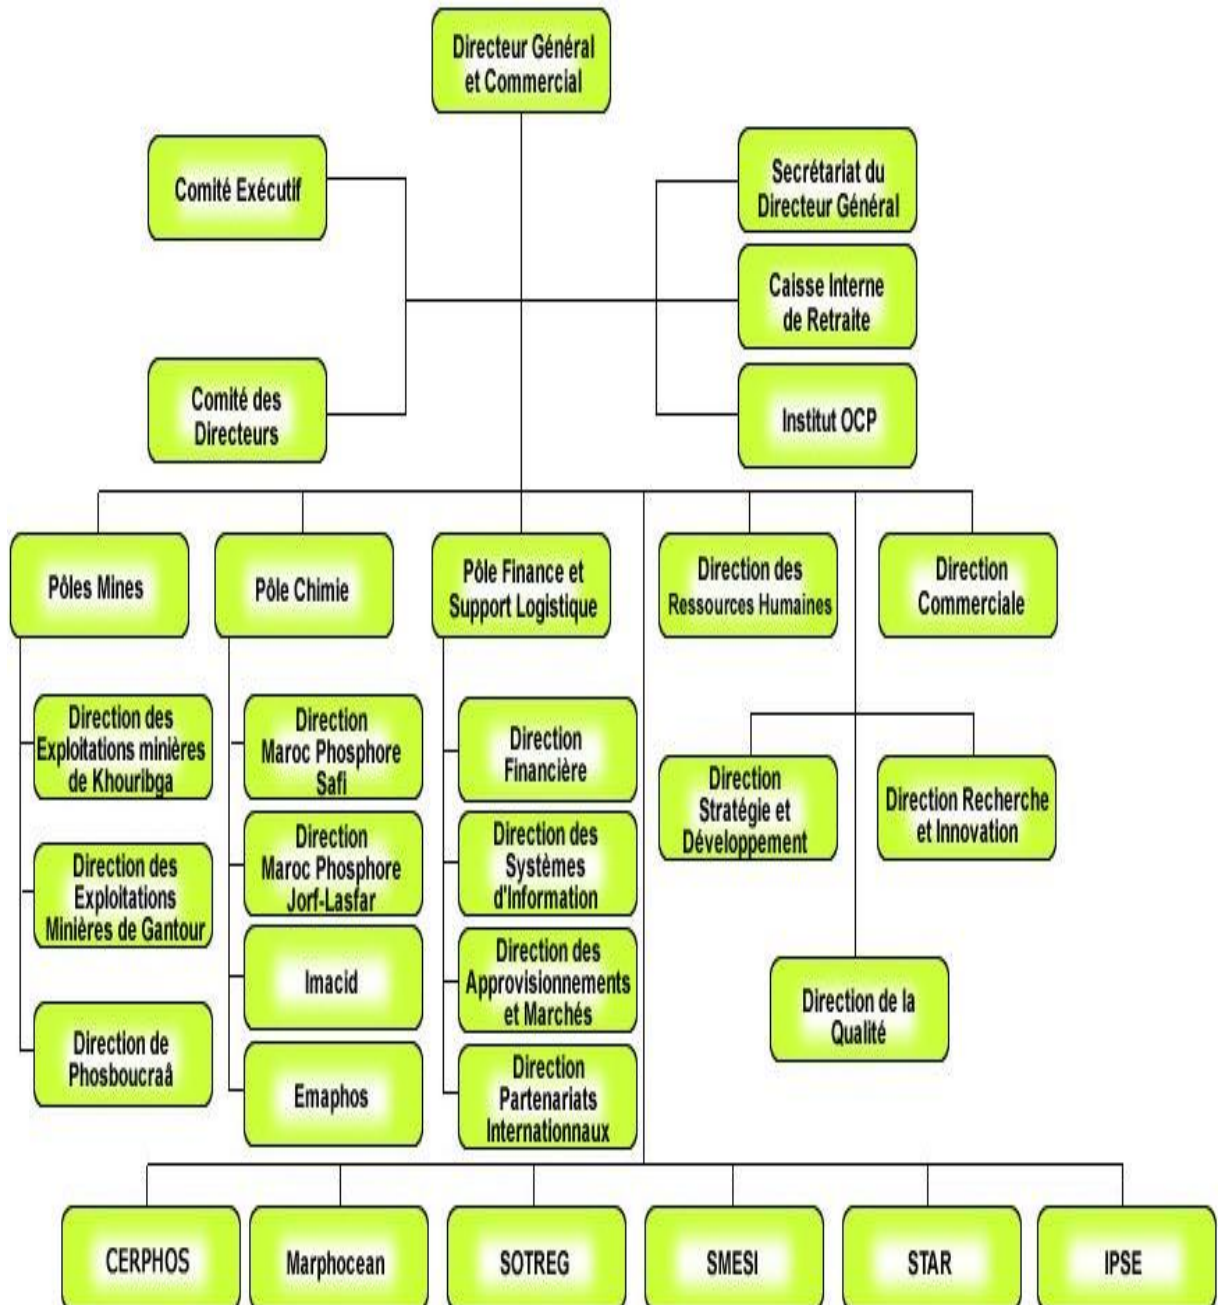 Directeur Général
et Commercial
Comité Exécutif
Secrétariat du
Directeur Général
Caisse Interne
de Retraite
Comité des
Directeurs
Institut OCP
Pôles Mines
Pôle Chimie
Pôle Finance et
Support Logistique
Direction des
Ressources Humaines
Direction
Commerciale
Direction des
Exploitations minières
de Khouribga
Direction des
Exploitations
Minières de Gantour
Direction de
Phosboucraâ
Direction
Maroc Phosphore
Safi
Direction
Maroc Phosphore
Jorf-Lasfar
Imacid
Emaphos
Direction
Financière
Direction des
Systèmes
d'Information
Direction des
Approvisionnements
et Marchés
Direction
Partenariats
Internationnaux
Direction
Stratégie et
Développement
Direction Recherche
et Innovation
Direction de la
Qualité
CERPHOS
Marphocean
SOTREG
SMESI
STAR
IPSE